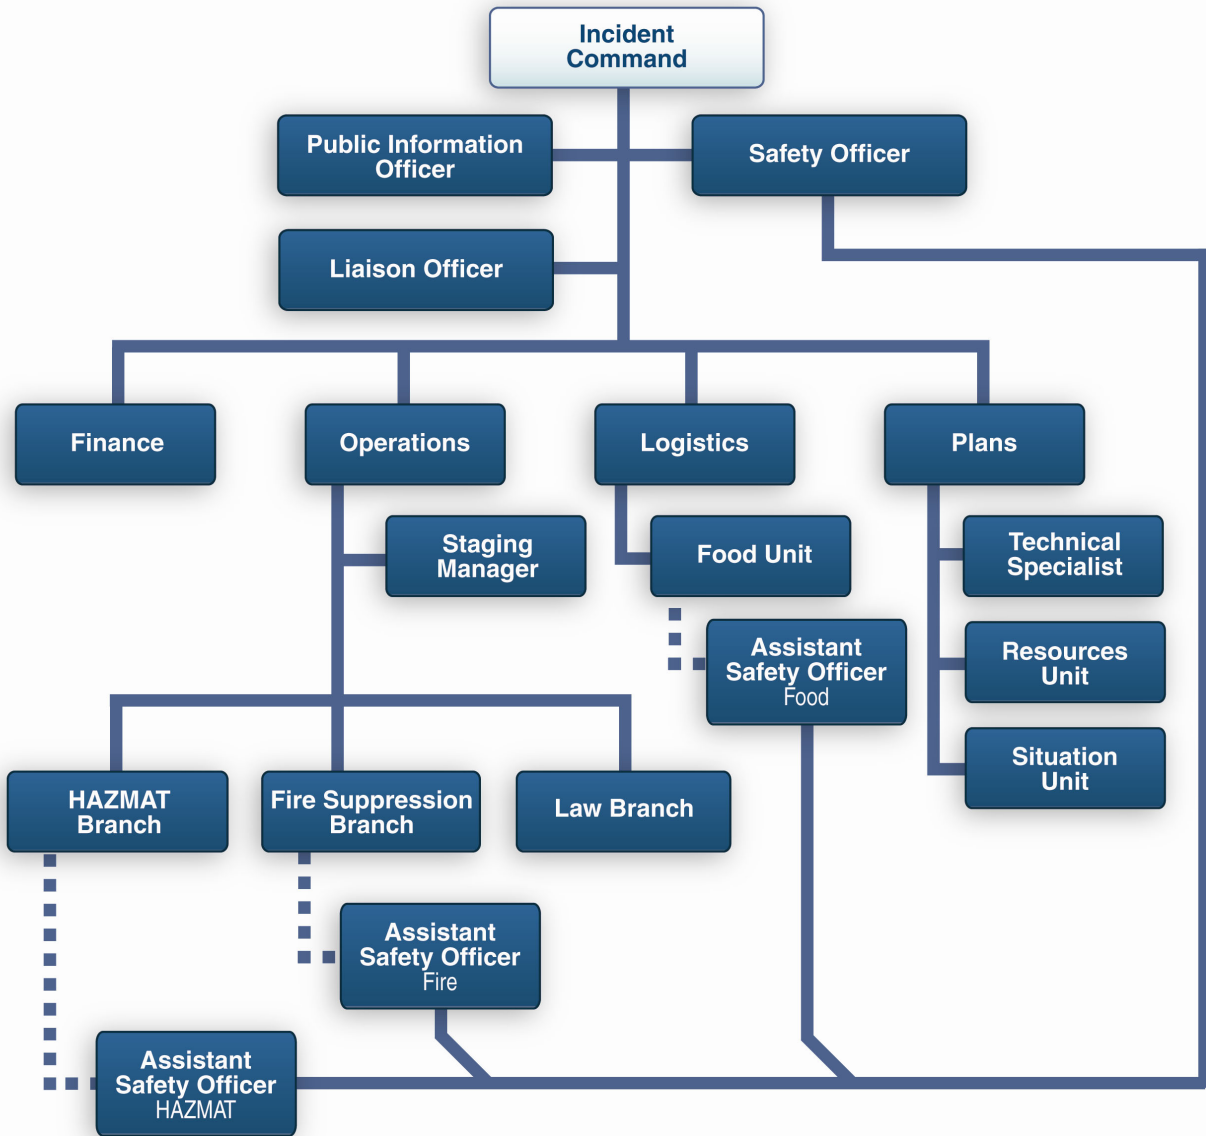 Incident
Command
Public Information
Officer
Safety Officer
Liaison Officer
Finance
Operations
Logistics
Plans
Staging
Manager
Food Unit
Technical
Specialist
Assistant
Safety Officer
Food
Resources
Unit
Situation
Unit
HAZMAT
Branch
Fire Suppression
Branch
Law Branch
Assistant
Safety Officer
Fire
Assistant
Safety Officer
HAZMAT